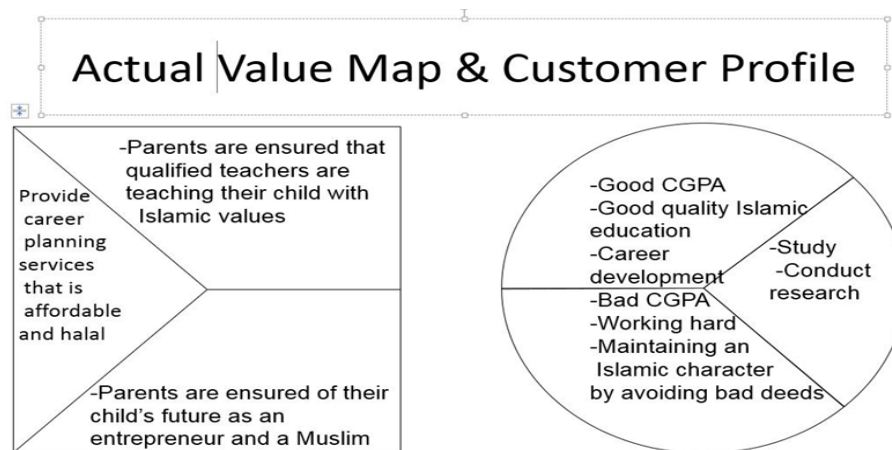 Actual Value Map & Customer Profile
-Parents are ensured that
qualified teachers are
teaching their child with
Islamic values
Provide
career
planning
services
that is
affordable
and halal
-Parents are ensured of their
child's future as an
entrepreneur and a Muslim
-Good CGPA
-Good quality Islamic
education
-Career
development
-Bad CGPA
-Working hard
-Maintaining an
Islamic character
by avoiding bad deeds
-Study
-Conduct
research